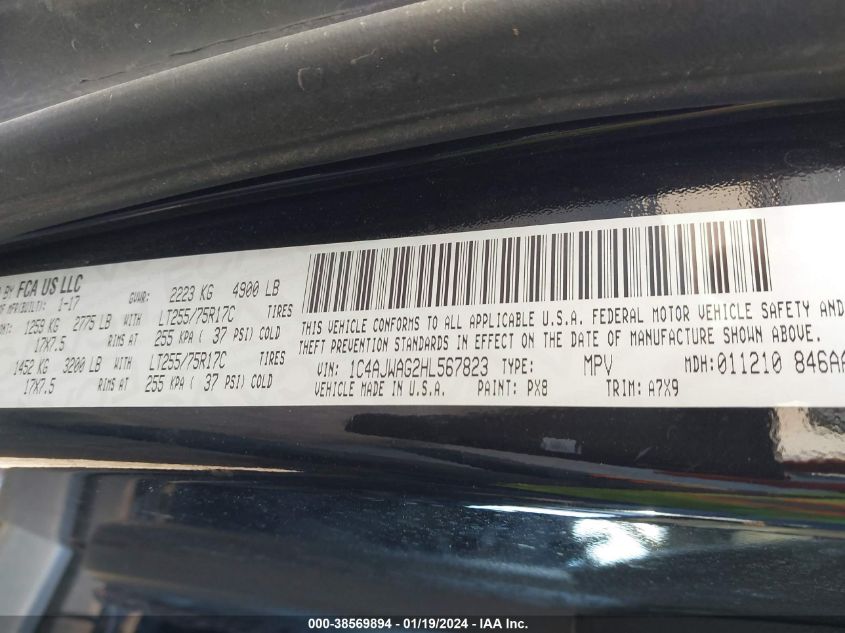 BY FCA US LLC
OF MFR(BUILT): 1-17 GVWR: 2223 KG 4900 LB
1259 KG 2775 LB WITH LT255/75R17C TIRES
17X7.5 RIMS AT 255 KPA ( 37 PSI) COLD
1452 KG 3200 LB WITH LT255/75R17C TIRES
17X7.5 RIMS AT 255 KPA ( 37 PSI) COLD
THIS VEHICLE CONFORMS TO ALL APPLICABLE U.S.A. FEDERAL MOTOR VEHICLE SAFETY AND
THEFT PREVENTION STANDARDS IN EFFECT ON THE DATE OF MANUFACTURE SHOWN ABOVE.
VIN: 1C4AJWAG2HL567823 TYPE: MPV MDH:011210 846AA
VEHICLE MADE IN U.S.A. PAINT: PX8 TRIM: A7X9
000-38569894 - 01/19/2024 - IAA Inc.